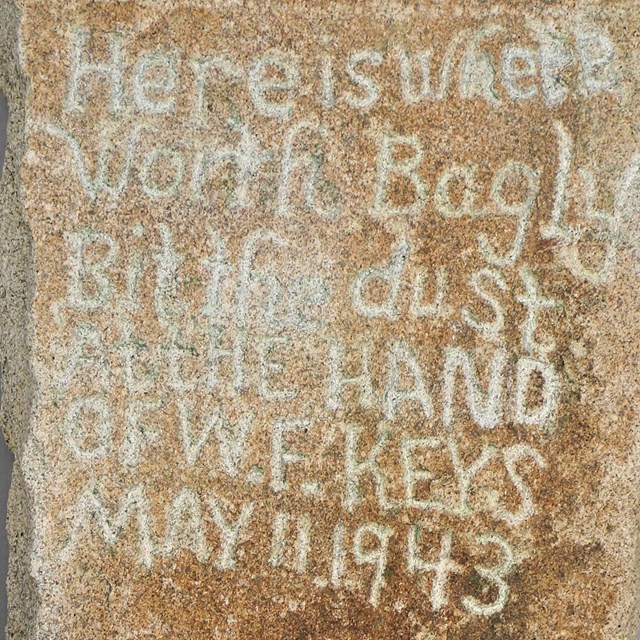 Here is where
Worth Bagly
Bit the dust
At the HAND
OF W. F. KEYS
MAY 11. 1943